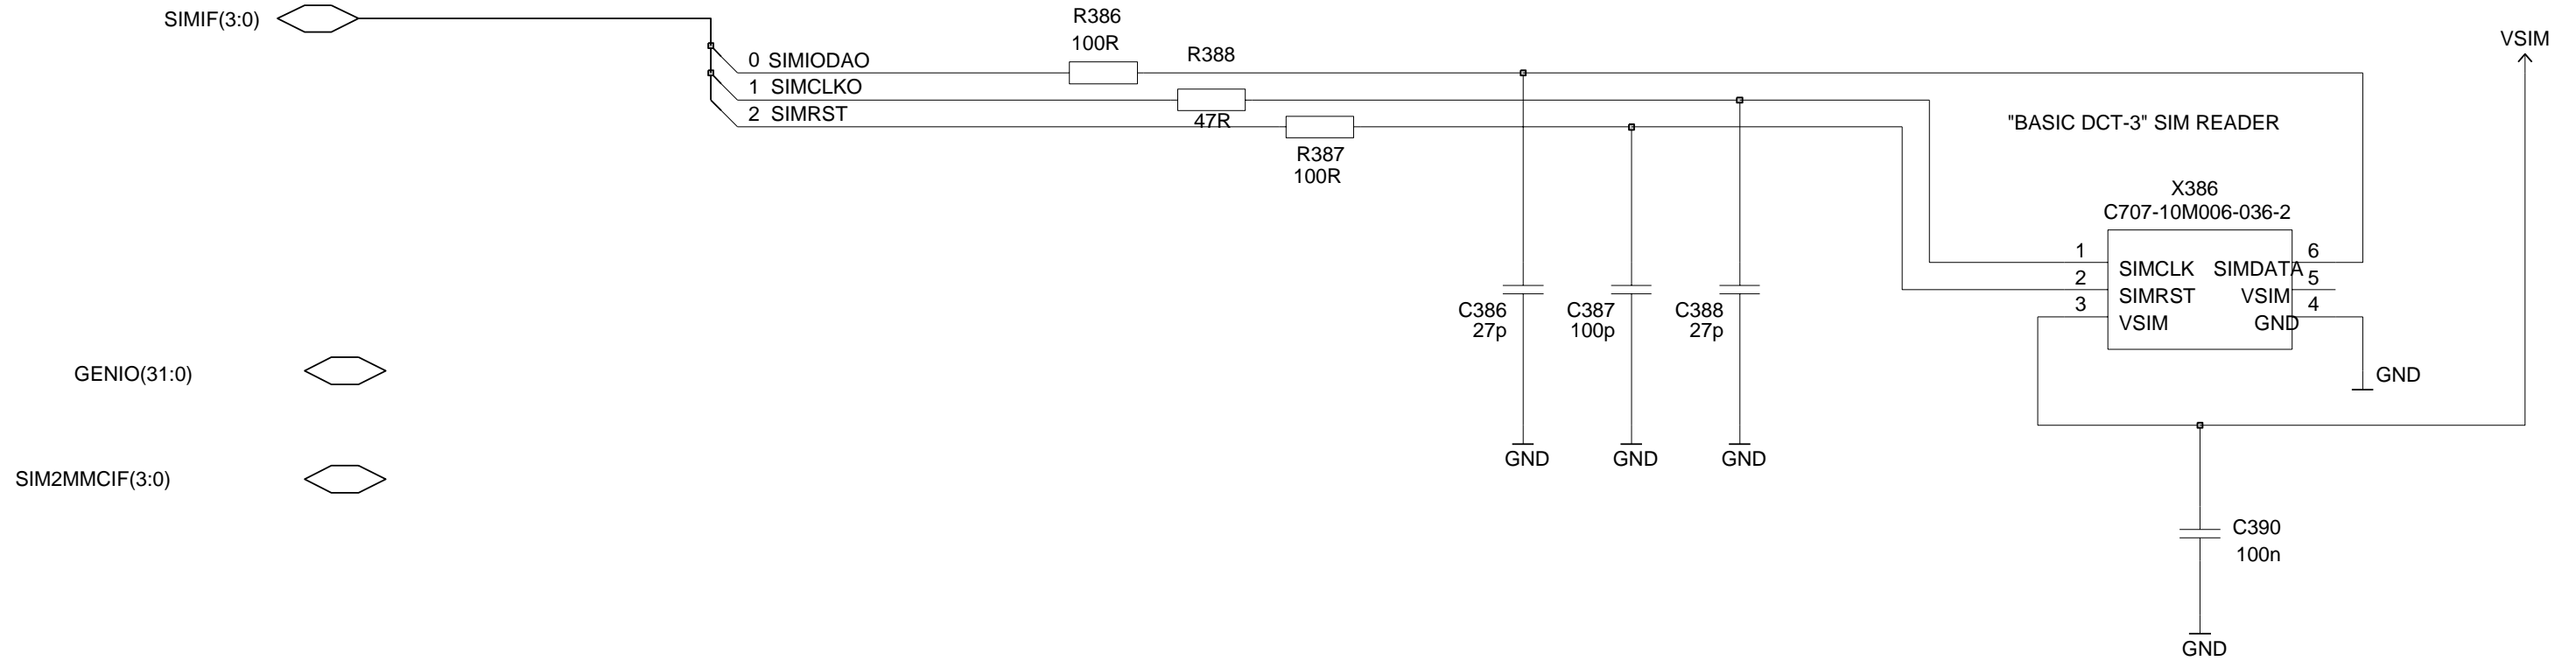 SIMIF(3:0)
R386
100R
R388
VSIM
0 SIMIODAO
1 SIMCLKO
2 SIMRST
47R
R387
100R
"BASIC DCT-3" SIM READER
X386
C707-10M006-036-2
1
6
SIMCLK
SIMDATA
2
5
SIMRST
VSIM
3
4
VSIM
GND
C386
27p
C387
100p
C388
27p
GENIO(31:0)
GND
GND
GND
GND
SIM2MMCIF(3:0)
C390
100n
GND